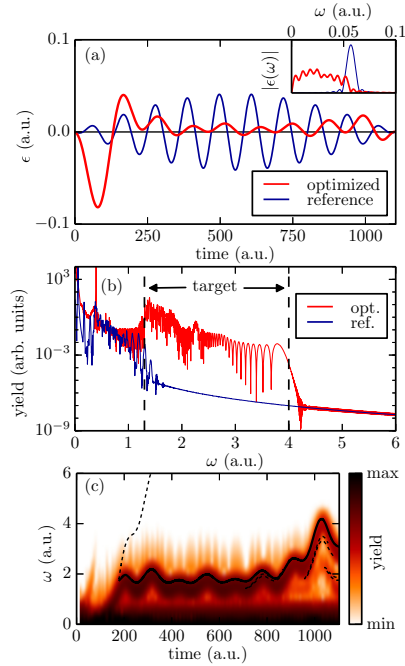 ω (a.u.)
0
0.05
0.1
|ϵ(ω)|
0.1
(a)
0.0
ϵ (a.u.)
optimized
reference
−0.1
0
250
500
750
1000
time (a.u.)
10³
(b)
target
opt.
ref.
yield (arb. units)
10⁻³
10⁻⁹
0
1
2
3
4
5
6
ω (a.u.)
6
(c)
max
4
ω (a.u.)
yield
2
0
min
0
200
400
600
800
1000
time (a.u.)